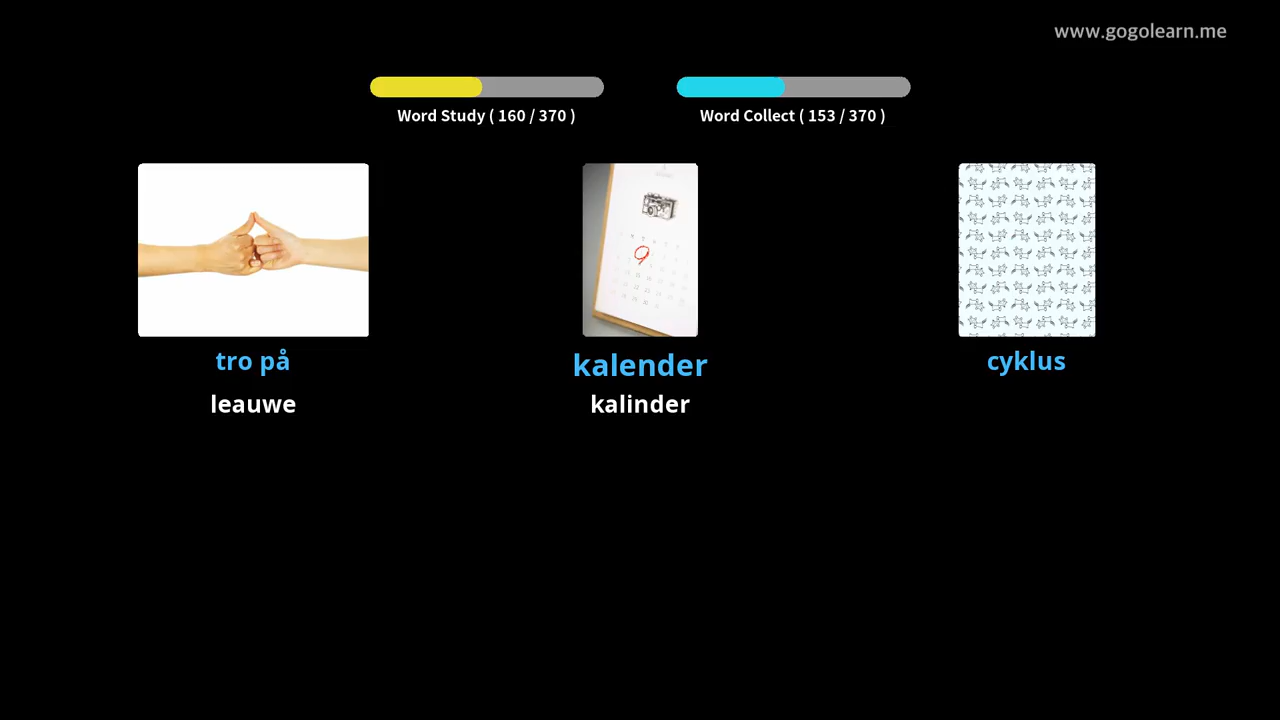 www.gogolearn.me
Word Study ( 160 / 370 )
Word Collect ( 153 / 370 )
tro på
kalender
cyklus
leauwe
kalinder